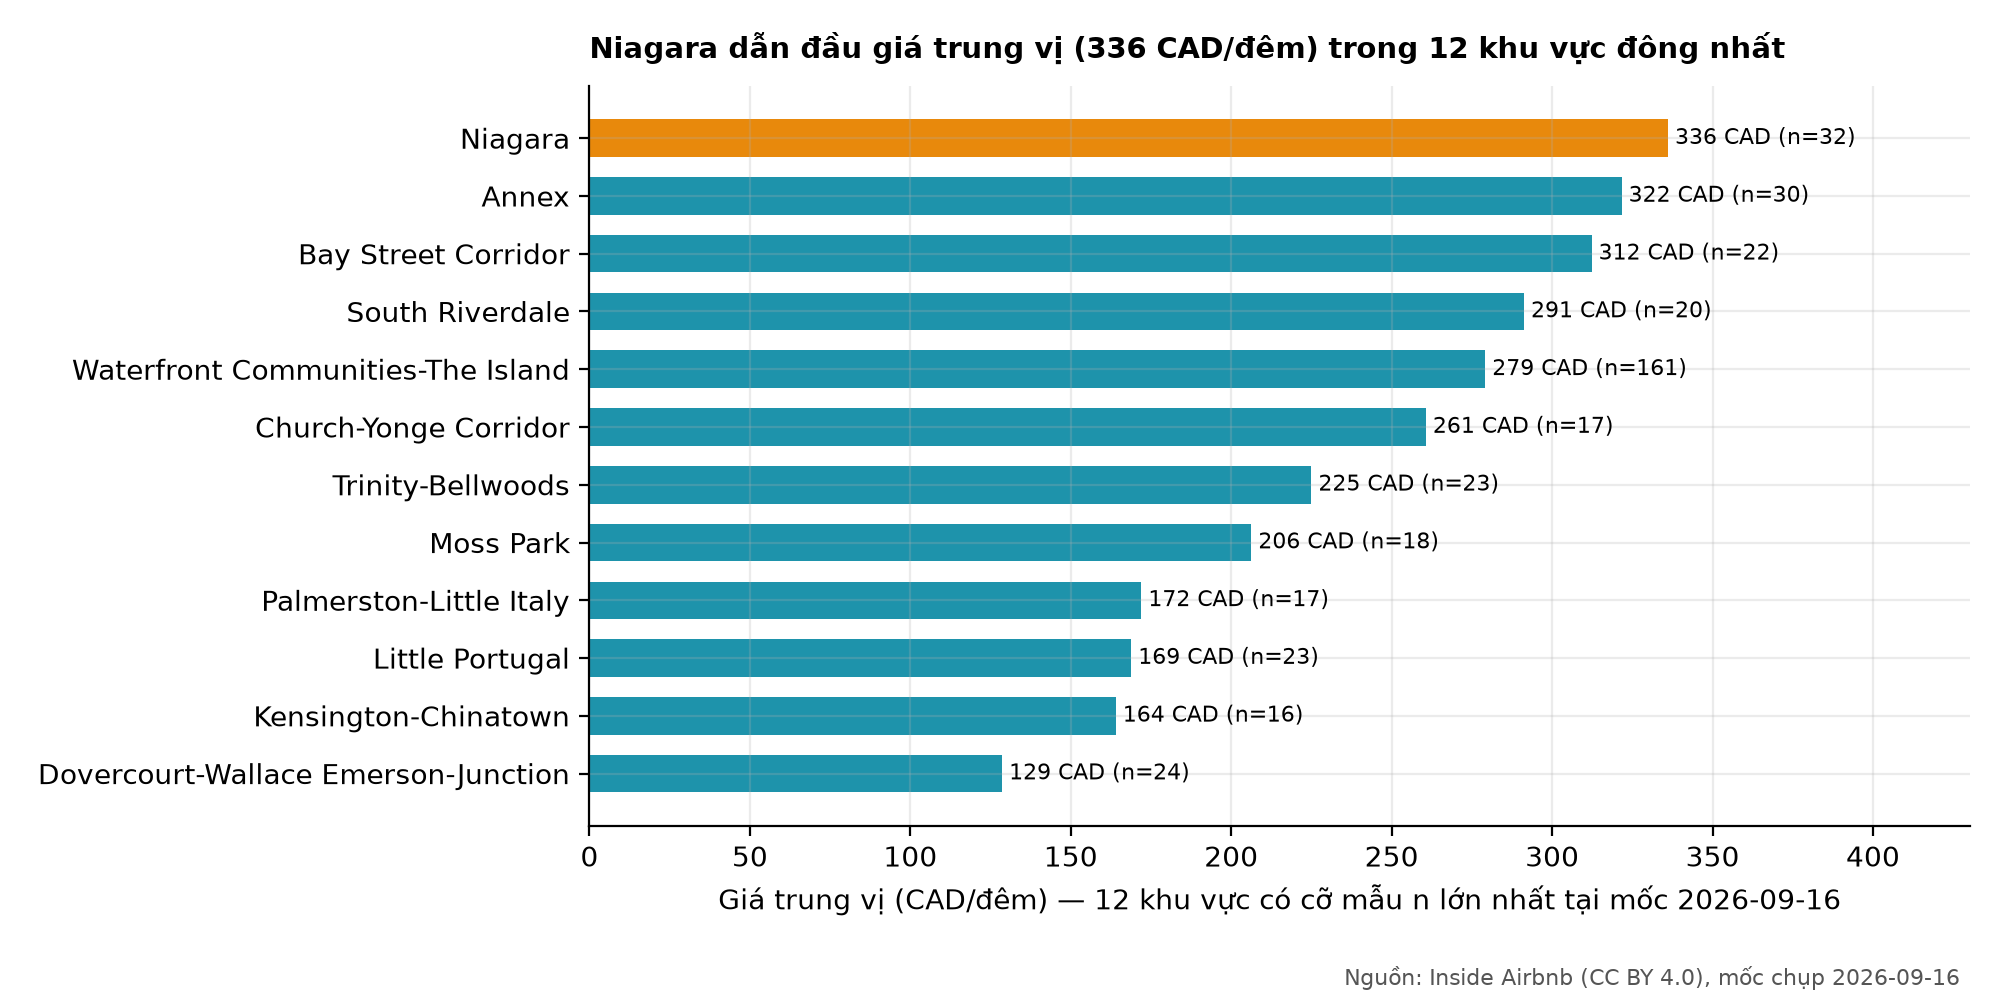 Niagara dẫn đầu giá trung vị (336 CAD/đêm) trong 12 khu vực đông nhất
Niagara 336 CAD (n=32)
Annex 322 CAD (n=30)
Bay Street Corridor 312 CAD (n=22)
South Riverdale 291 CAD (n=20)
Waterfront Communities-The Island 279 CAD (n=161)
Church-Yonge Corridor 261 CAD (n=17)
Trinity-Bellwoods 225 CAD (n=23)
Moss Park 206 CAD (n=18)
Palmerston-Little Italy 172 CAD (n=17)
Little Portugal 169 CAD (n=23)
Kensington-Chinatown 164 CAD (n=16)
Dovercourt-Wallace Emerson-Junction 129 CAD (n=24)
0 50 100 150 200 250 300 350 400
Giá trung vị (CAD/đêm) — 12 khu vực có cỡ mẫu n lớn nhất tại mốc 2026-09-16
Nguồn: Inside Airbnb (CC BY 4.0), mốc chụp 2026-09-16